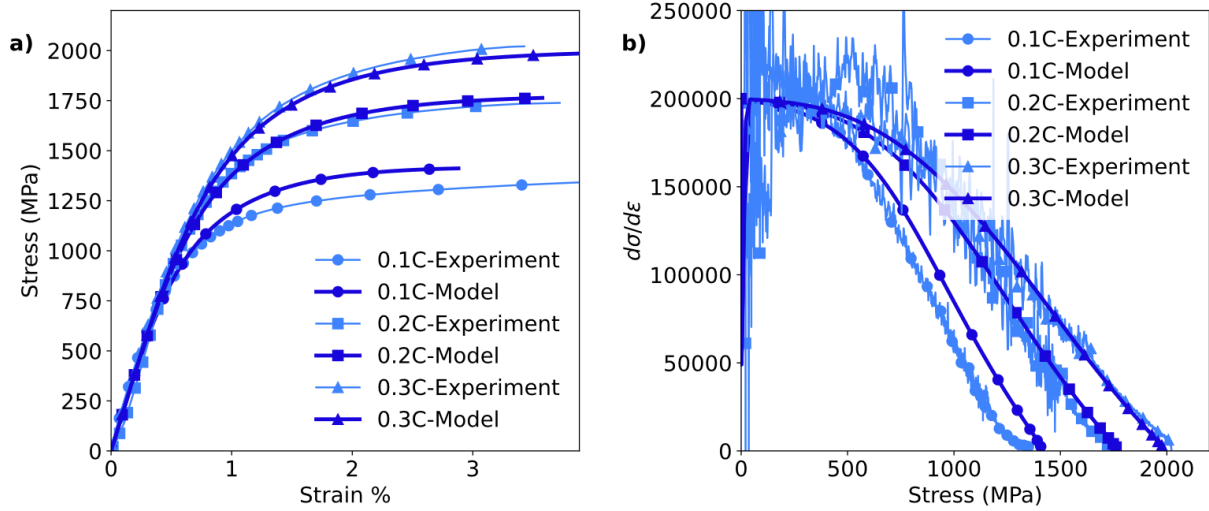 a)
Stress (MPa)
2000
1750
1500
1250
1000
750
500
250
0
0.1C-Experiment
0.1C-Model
0.2C-Experiment
0.2C-Model
0.3C-Experiment
0.3C-Model
0 1 2 3
Strain %
b)
dσ/dε
250000
200000
150000
100000
50000
0
0.1C-Experiment
0.1C-Model
0.2C-Experiment
0.2C-Model
0.3C-Experiment
0.3C-Model
0 500 1000 1500 2000
Stress (MPa)